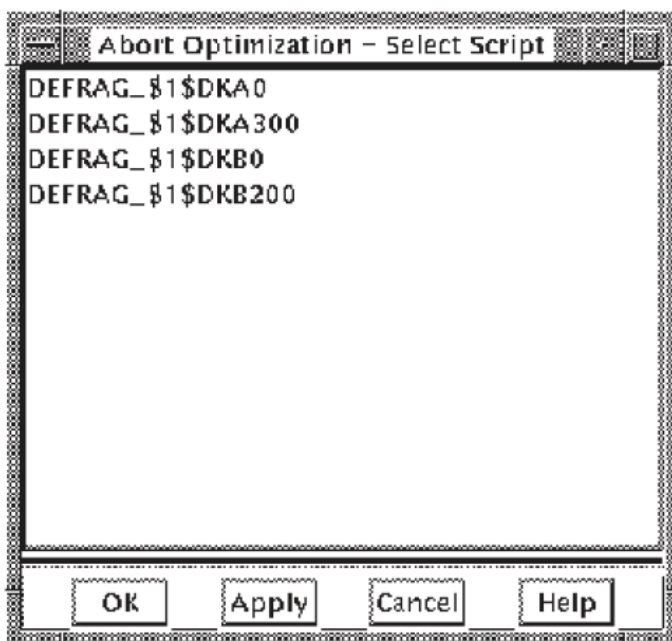 Abort Optimization – Select Script
DEFRAG_$1$DKA0
DEFRAG_$1$DKA300
DEFRAG_$1$DKB0
DEFRAG_$1$DKB200
OK Apply Cancel Help